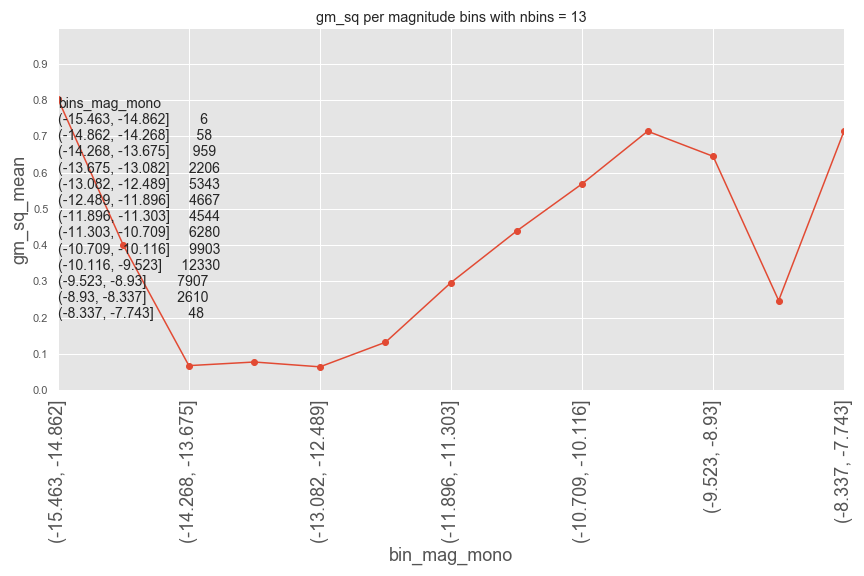 gm_sq per magnitude bins with nbins = 13
gm_sq_mean
0.9
0.8
0.7
0.6
0.5
0.4
0.3
0.2
0.1
0.0
bins_mag_mono
(-15.463, -14.862] 6
(-14.862, -14.268] 58
(-14.268, -13.675] 959
(-13.675, -13.082] 2206
(-13.082, -12.489] 5343
(-12.489, -11.896] 4667
(-11.896, -11.303] 4544
(-11.303, -10.709] 6280
(-10.709, -10.116] 9903
(-10.116, -9.523] 12330
(-9.523, -8.93] 7907
(-8.93, -8.337] 2610
(-8.337, -7.743] 48
(-15.463, -14.862]
(-14.268, -13.675]
(-13.082, -12.489]
(-11.896, -11.303]
(-10.709, -10.116]
(-9.523, -8.93]
(-8.337, -7.743]
bin_mag_mono